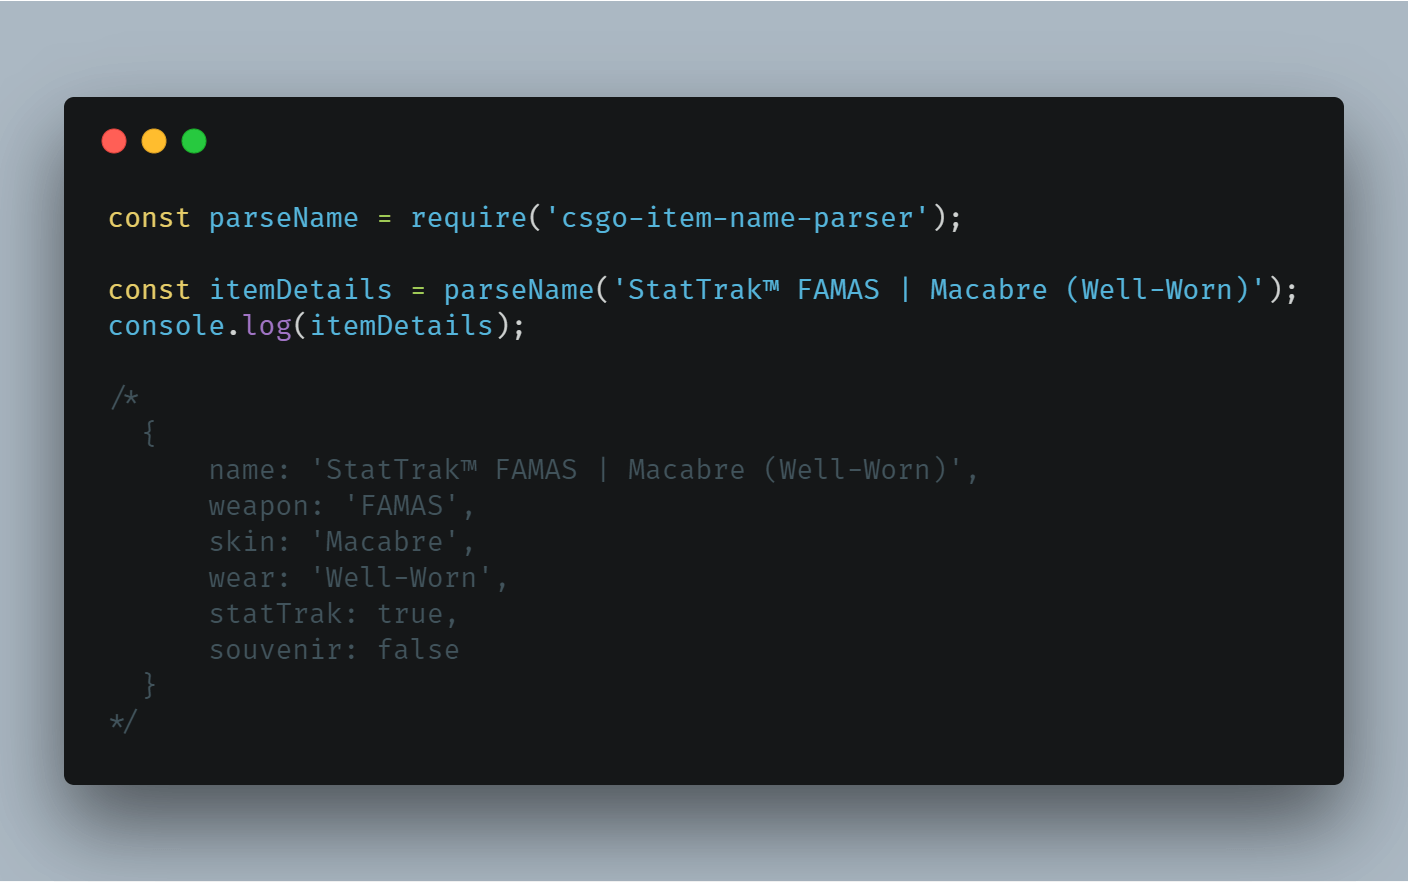 const parseName = require('csgo-item-name-parser');
const itemDetails = parseName('StatTrak™ FAMAS | Macabre (Well-Worn)');
console.log(itemDetails);
/*
{
name: 'StatTrak™ FAMAS | Macabre (Well-Worn)',
weapon: 'FAMAS',
skin: 'Macabre',
wear: 'Well-Worn',
statTrak: true,
souvenir: false
}
*/